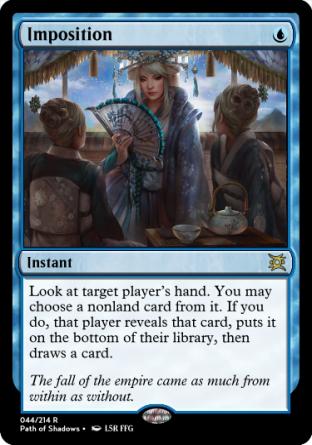 Imposition
Instant
Look at target player's hand. You may
choose a nonland card from it. If you
do, that player reveals that card, puts it
on the bottom of their library, then
draws a card.
The fall of the empire came as much from
within as without.
044/214 R
Path of Shadows • L5R FFG